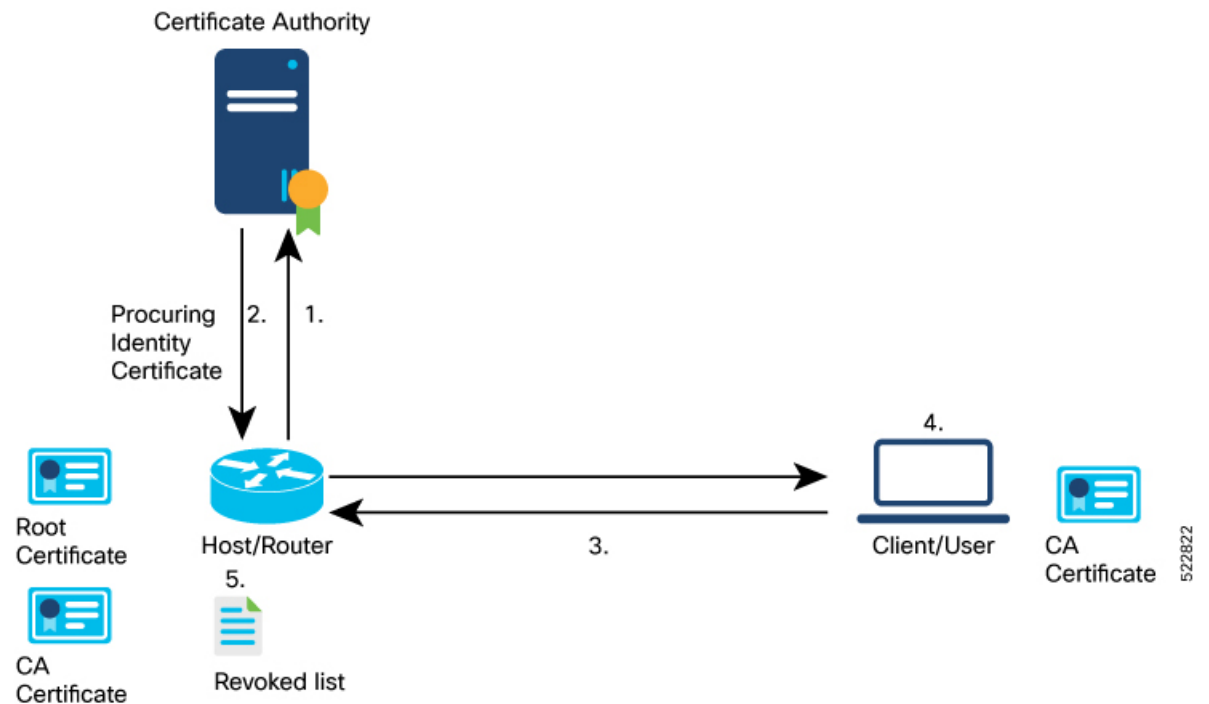 Certificate Authority
Procuring
Identity
Certificate
2.
1.
4.
Root
Certificate
Host/Router
3.
Client/User
CA
Certificate
522822
5.
CA
Certificate
Revoked list